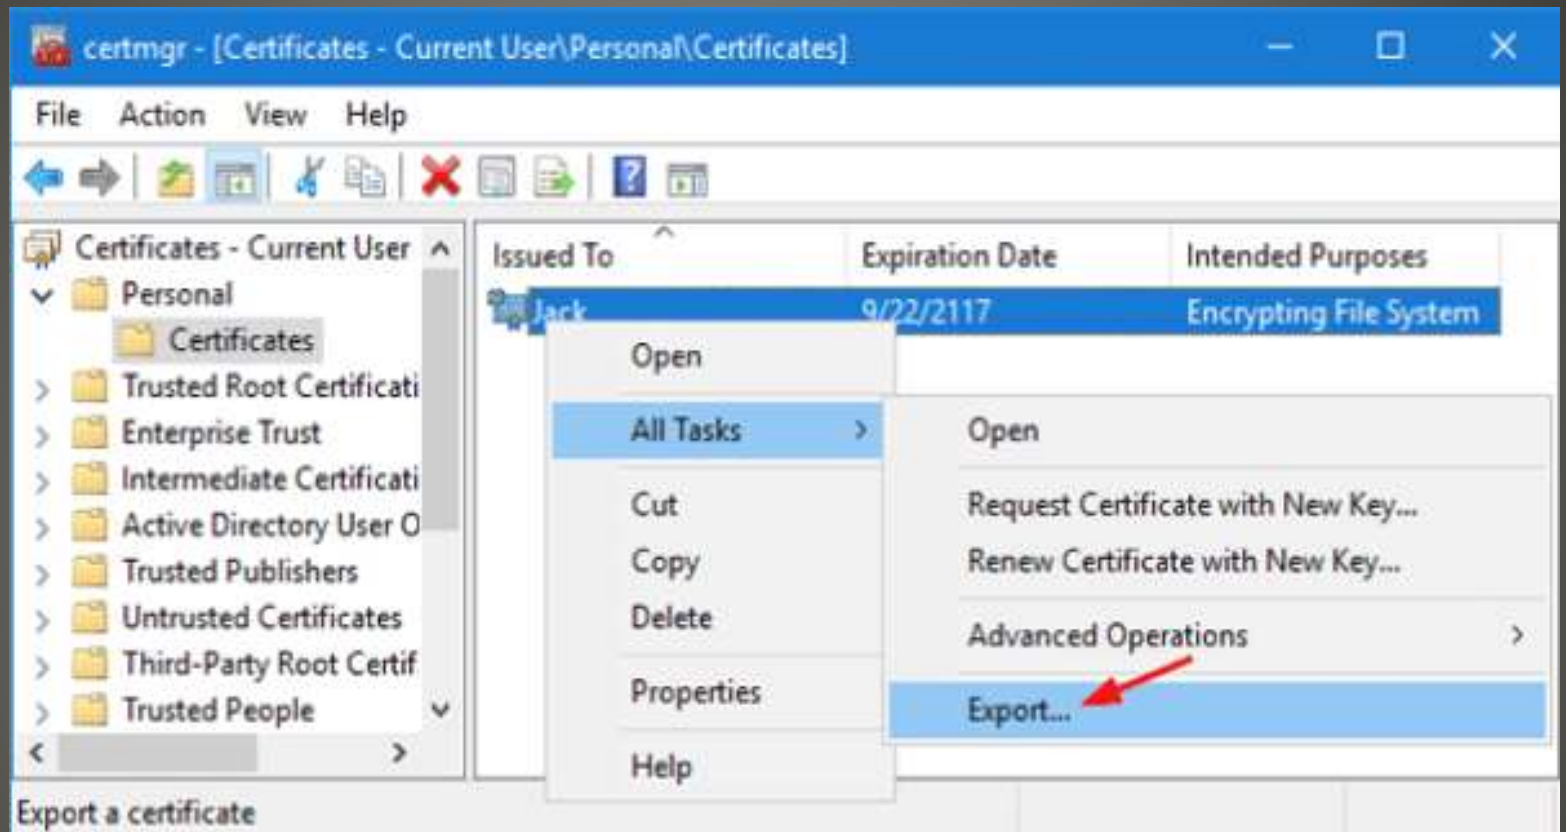 certmgr - [Certificates - Current User\Personal\Certificates]
File Action View Help
Certificates - Current User
Personal
Certificates
Trusted Root Certificati
Enterprise Trust
Intermediate Certificati
Active Directory User O
Trusted Publishers
Untrusted Certificates
Third-Party Root Certif
Trusted People
Issued To Expiration Date Intended Purposes
Jack 9/22/2117 Encrypting File System
Open
All Tasks
Cut
Copy
Delete
Properties
Help
Open
Request Certificate with New Key...
Renew Certificate with New Key...
Advanced Operations
Export...
Export a certificate